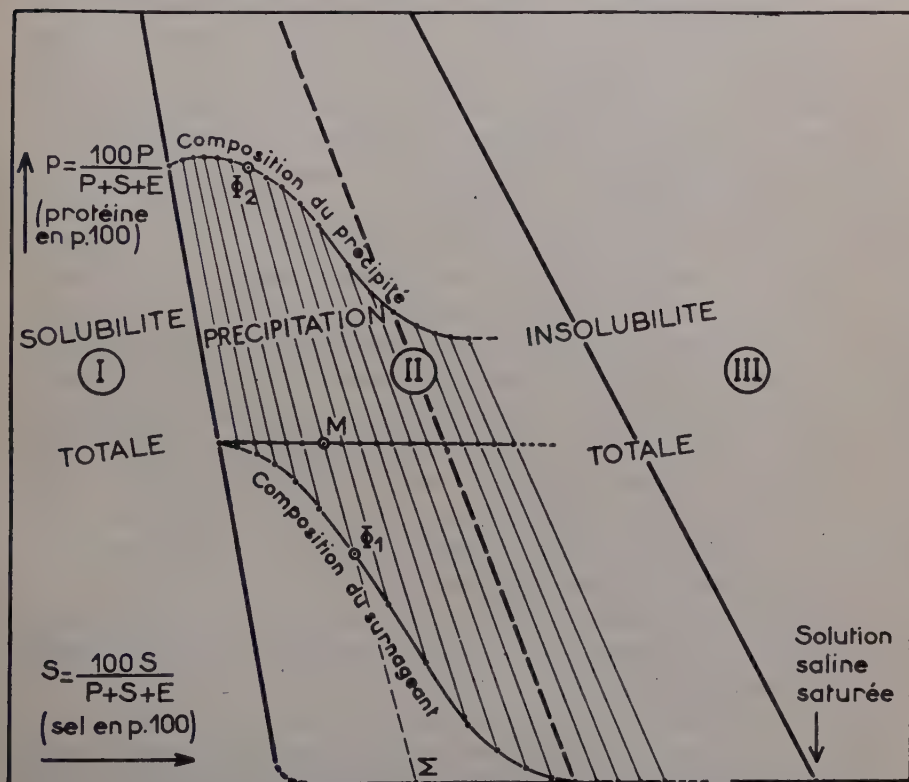 Composition du précipité
P = 100 P / P+S+E
(protéine
en p.100)
Φ2
SOLUBILITE
PRECIPITATION
INSOLUBILITE
I
II
III
M
TOTALE
TOTALE
Composition du surnageant
Φ1
S = 100 S / P+S+E
(sel en p.100)
Σ
Solution
saline
saturée